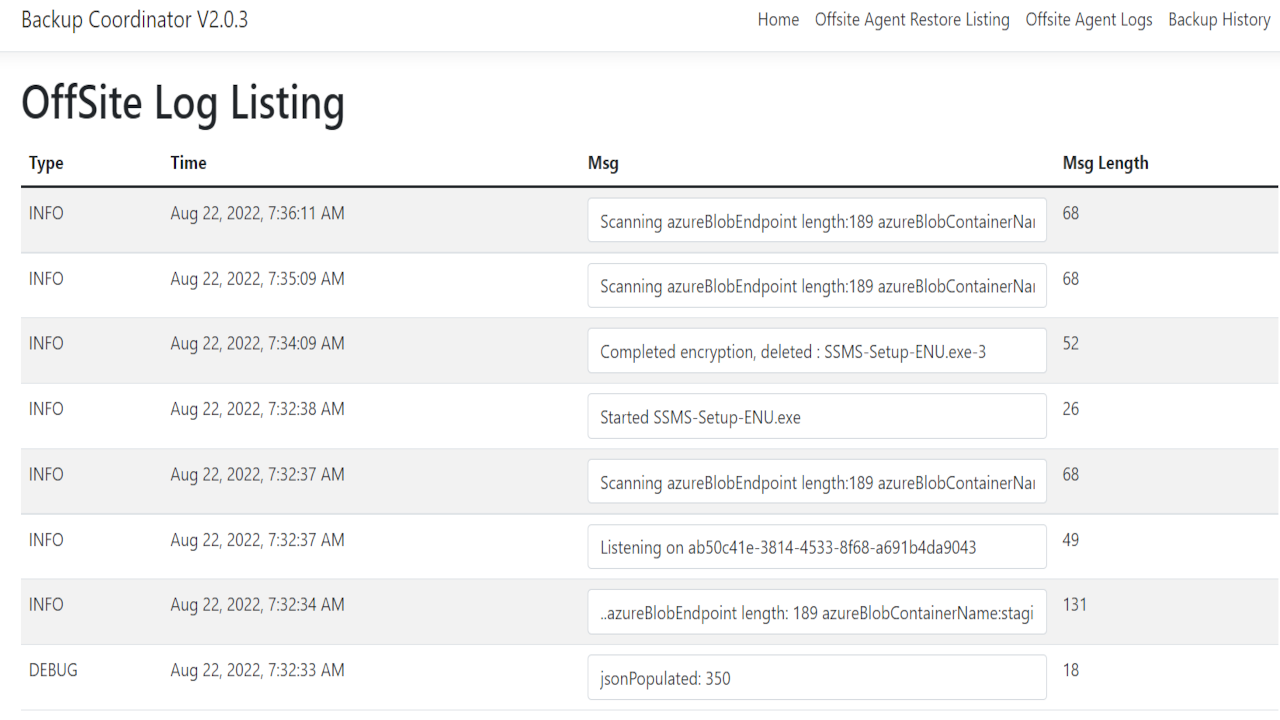 Backup Coordinator V2.0.3 Home Offsite Agent Restore Listing Offsite Agent Logs Backup History
OffSite Log Listing
Type Time Msg Msg Length
INFO Aug 22, 2022, 7:36:11 AM Scanning azureBlobEndpoint length:189 azureBlobContainerNa 68
INFO Aug 22, 2022, 7:35:09 AM Scanning azureBlobEndpoint length:189 azureBlobContainerNa 68
INFO Aug 22, 2022, 7:34:09 AM Completed encryption, deleted : SSMS-Setup-ENU.exe-3 52
INFO Aug 22, 2022, 7:32:38 AM Started SSMS-Setup-ENU.exe 26
INFO Aug 22, 2022, 7:32:37 AM Scanning azureBlobEndpoint length:189 azureBlobContainerNa 68
INFO Aug 22, 2022, 7:32:37 AM Listening on ab50c41e-3814-4533-8f68-a691b4da9043 49
INFO Aug 22, 2022, 7:32:34 AM ..azureBlobEndpoint length: 189 azureBlobContainerName:stagi 131
DEBUG Aug 22, 2022, 7:32:33 AM jsonPopulated: 350 18